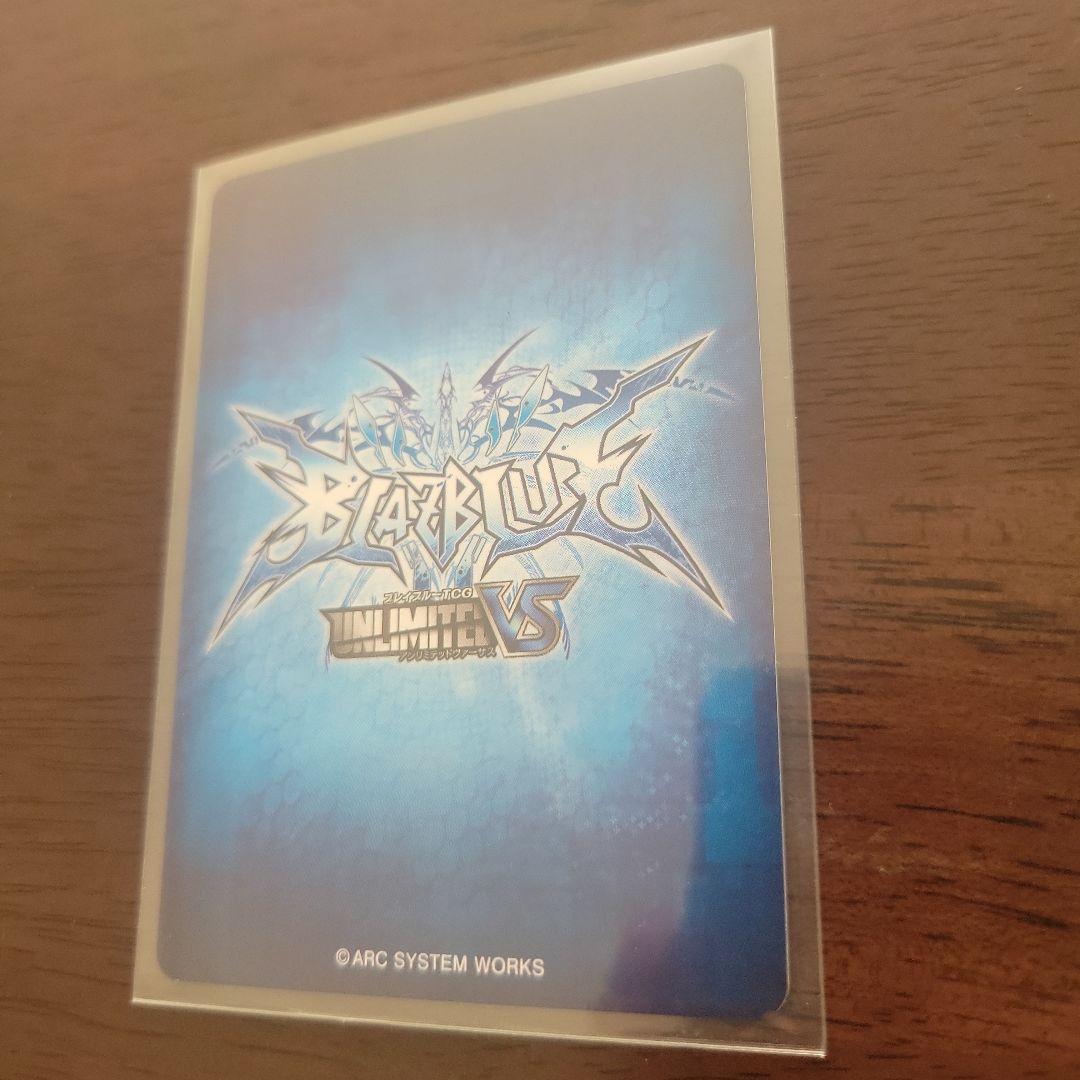 BLAZBLUE
ブレイブルーTCG
UNLIMITED VS
アンリミテッドヴァーサス
©ARC SYSTEM WORKS